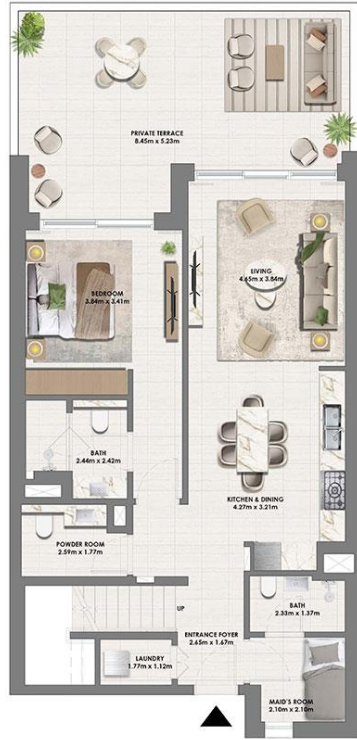 PRIVATE TERRACE
8.45m x 5.23m
LIVING
4.65m x 3.84m
BEDROOM
3.84m x 3.41m
BATH
2.44m x 2.42m
KITCHEN & DINING
4.27m x 3.21m
POWDER ROOM
2.59m x 1.77m
BATH
2.33m x 1.37m
UP
ENTRANCE FOYER
2.65m x 1.67m
LAUNDRY
1.77m x 1.12m
MAID'S ROOM
2.10m x 2.10m